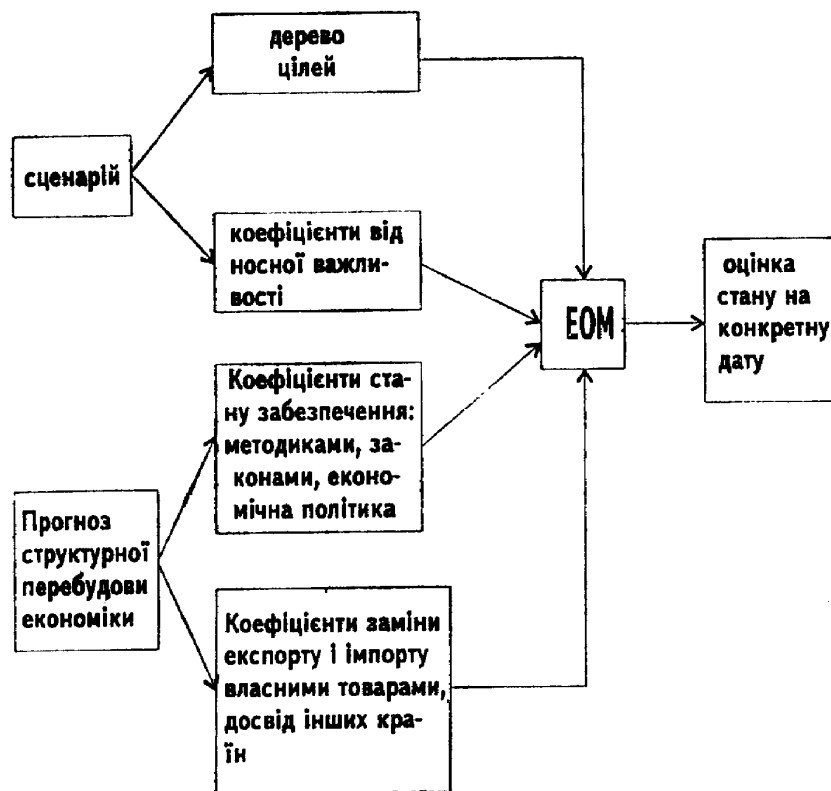 дерево
цілей
сценарій
коефіцієнти від
носної важли-
вості
ЕОМ
оцінка
стану на
конкретну
дату
Коефіцієнти ста-
ну забезпечення:
методиками, за-
конами, еконо-
мічна політика
Прогноз
структурної
перебудови
економіки
Коефіцієнти заміни
експорту і імпорту
власними товарами,
досвід інших кра-
їн